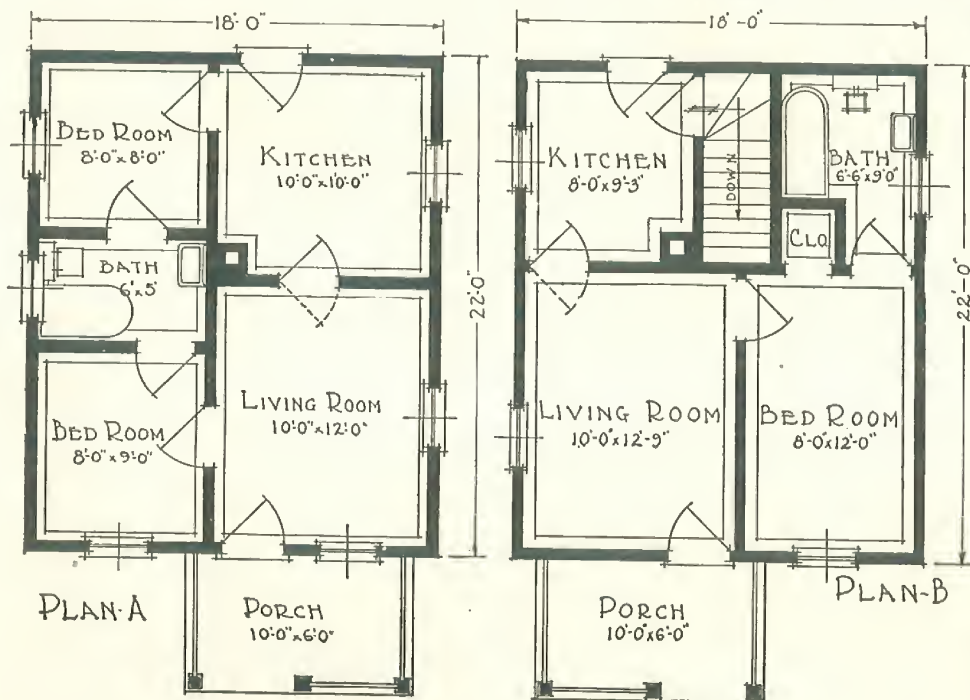 18'-0"
BED ROOM
8'-0"x8'-0"
KITCHEN
10'-0"x10'-0"
BATH
6'x5'
22'-0"
LIVING ROOM
10'-0"x12'-0"
BED ROOM
8'-0"x9'-0"
PLAN-A
PORCH
10'-0"x6'-0"
18'-0"
KITCHEN
8'-0"x9'-3"
DOWN
BATH
6'-6"x9'-0"
CLO.
22'-0"
LIVING ROOM
10'-0"x12'-9"
BED ROOM
8'-0"x12'-0"
PLAN-B
PORCH
10'-0"x6'-0"